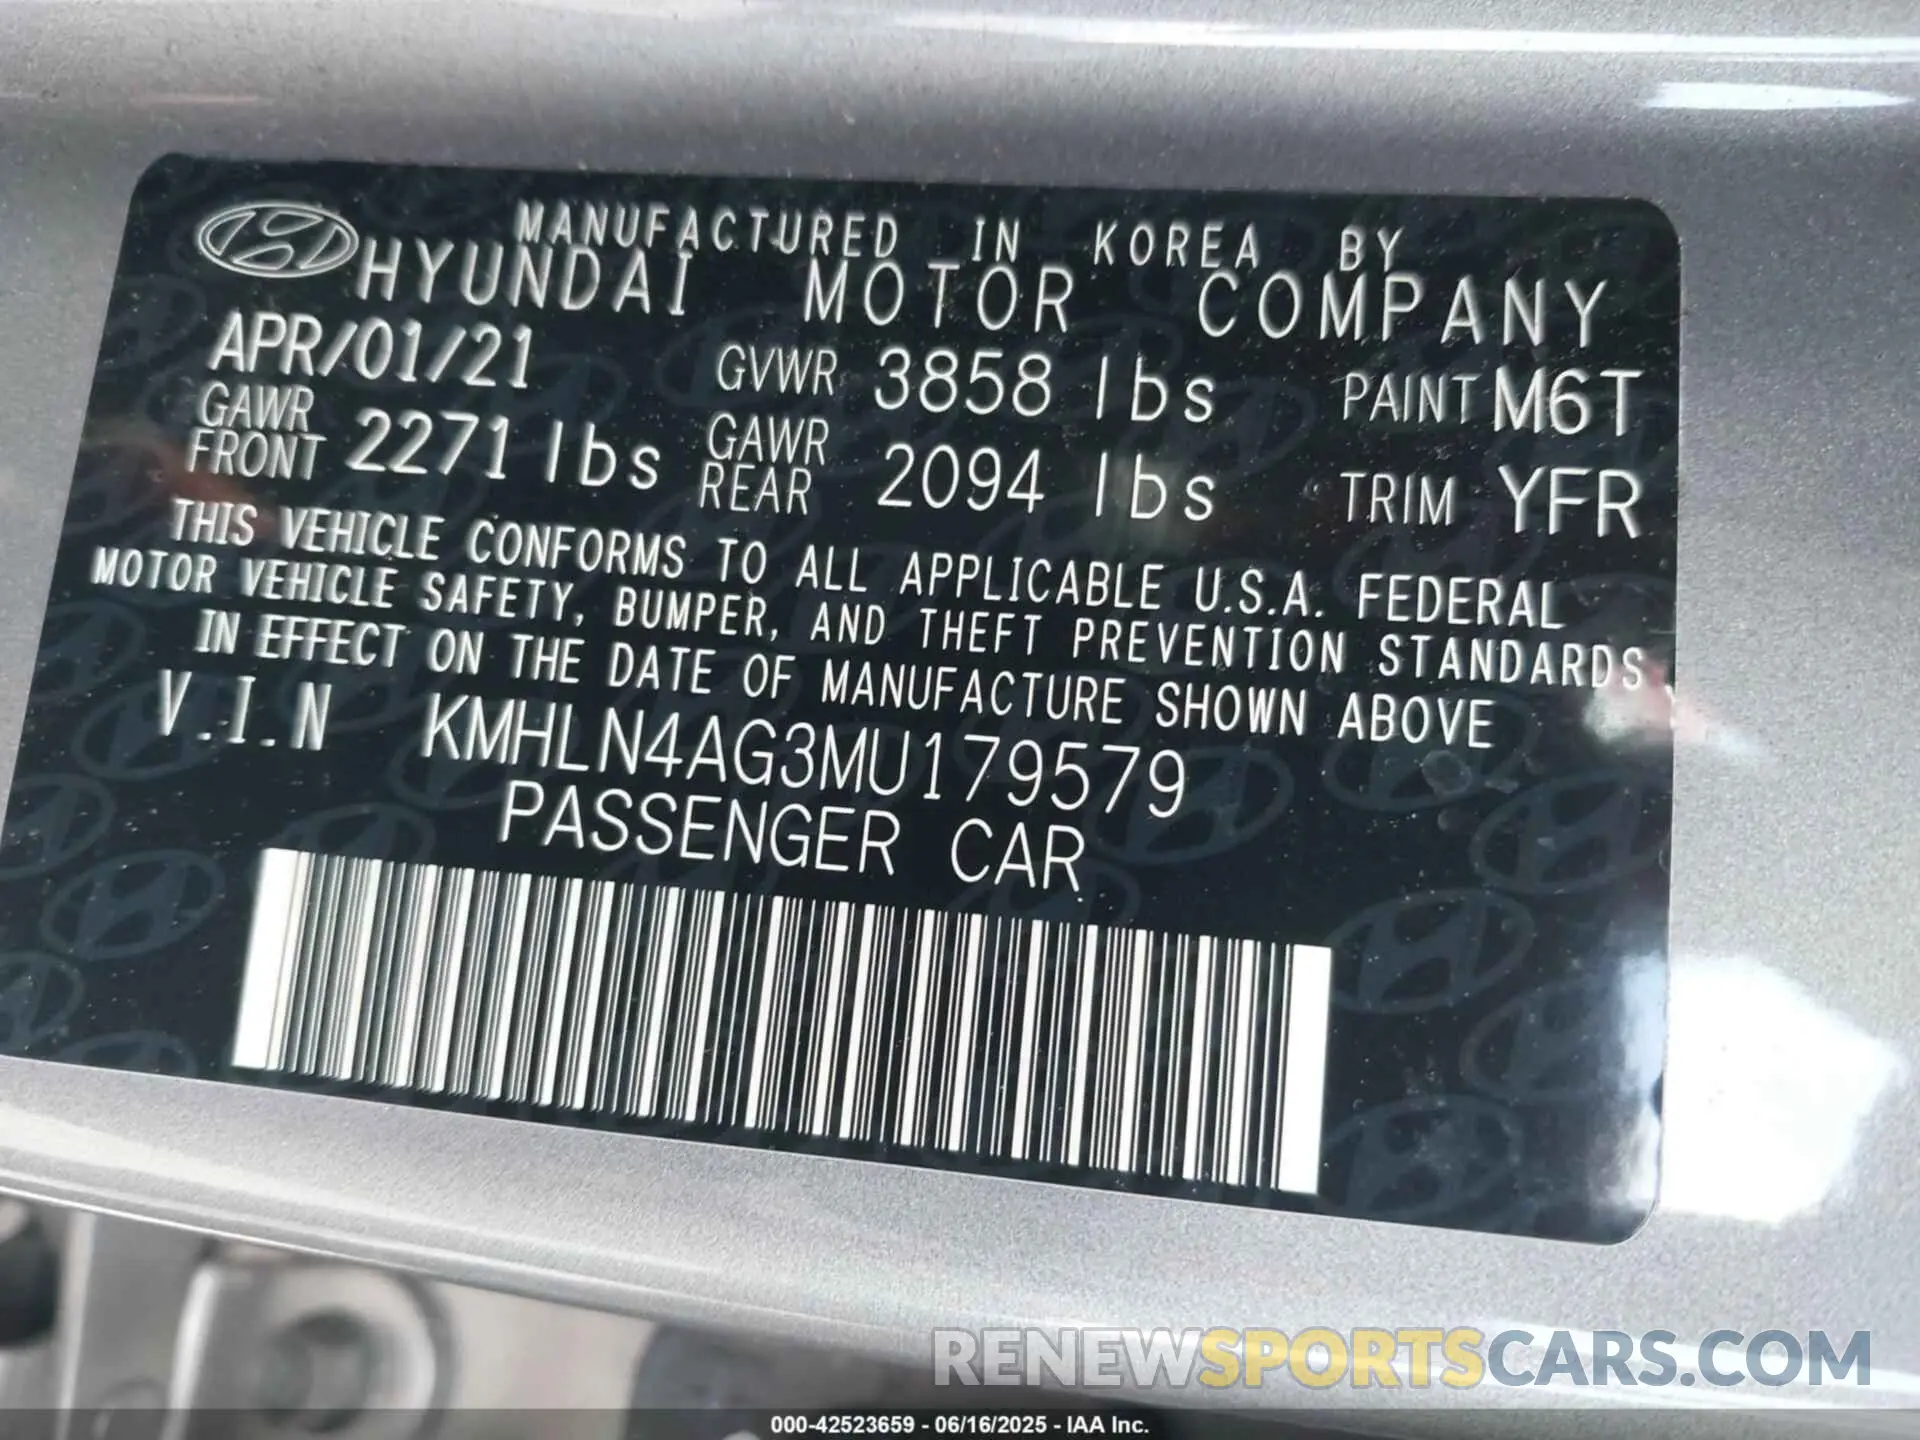 MANUFACTURED IN KOREA BY
HYUNDAI MOTOR COMPANY
APR/01/21 GVWR 3858 lbs PAINT M6T
GAWR FRONT 2271 lbs GAWR REAR 2094 lbs TRIM YFR
THIS VEHICLE CONFORMS TO ALL APPLICABLE U.S.A. FEDERAL
MOTOR VEHICLE SAFETY, BUMPER, AND THEFT PREVENTION STANDARDS
IN EFFECT ON THE DATE OF MANUFACTURE SHOWN ABOVE
V.I.N KMHLN4AG3MU179579
PASSENGER CAR
RENEWSPORTSCARS.COM
000-42523659 - 06/16/2025 - IAA Inc.